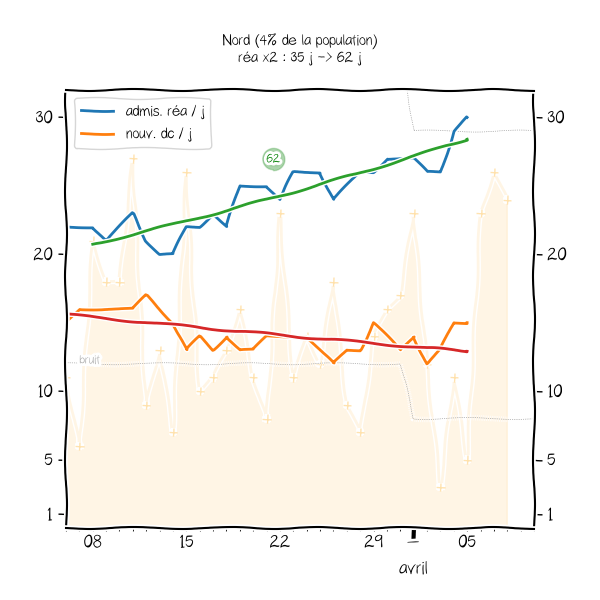 Nord (4% de la population)
réa x2 : 35 j -> 62 j
admis. réa / j
nouv. dc / j
62
bruit
30
20
10
5
1
30
20
10
5
1
08 15 22 29 1 05
avril